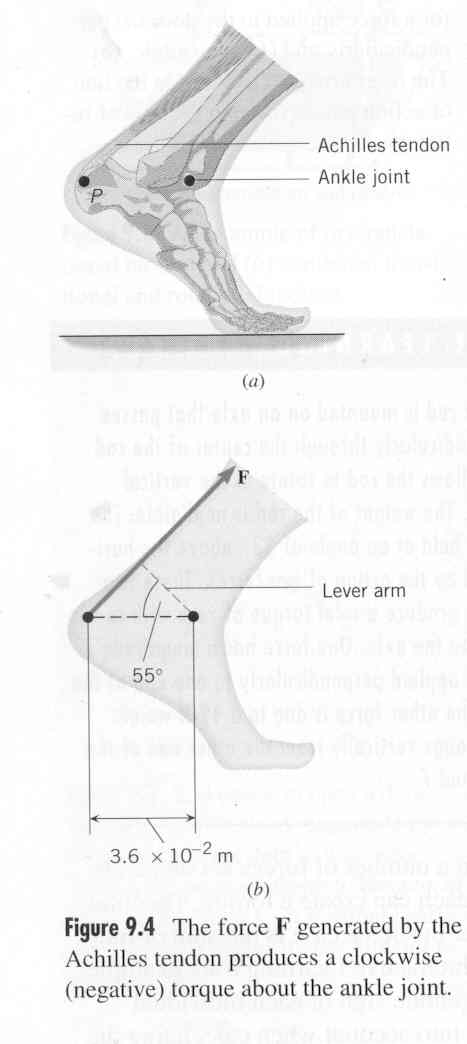 Achilles tendon
Ankle joint
P
(a)
F
Lever arm
55°
3.6 × 10⁻² m
(b)
Figure 9.4 The force F generated by the
Achilles tendon produces a clockwise
(negative) torque about the ankle joint.